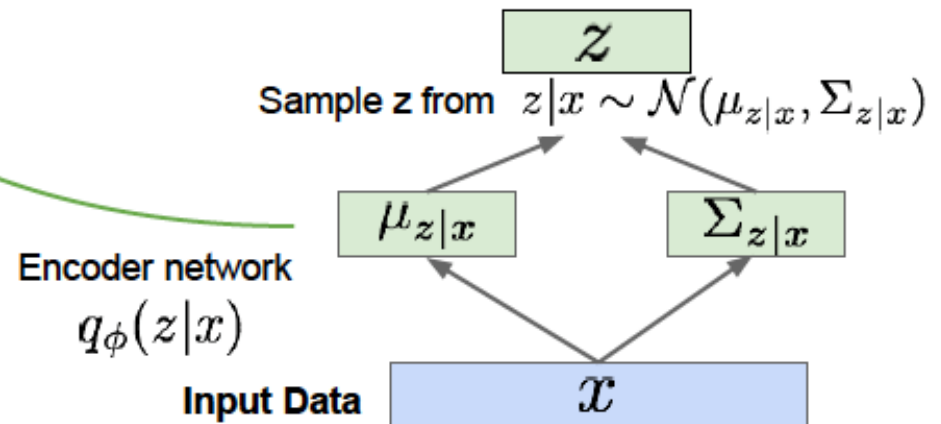 z
Sample z from z|x ∼ 𝒩(μ_{z|x}, Σ_{z|x})
μ_{z|x} Σ_{z|x}
Encoder network
q_ϕ(z|x)
Input Data x